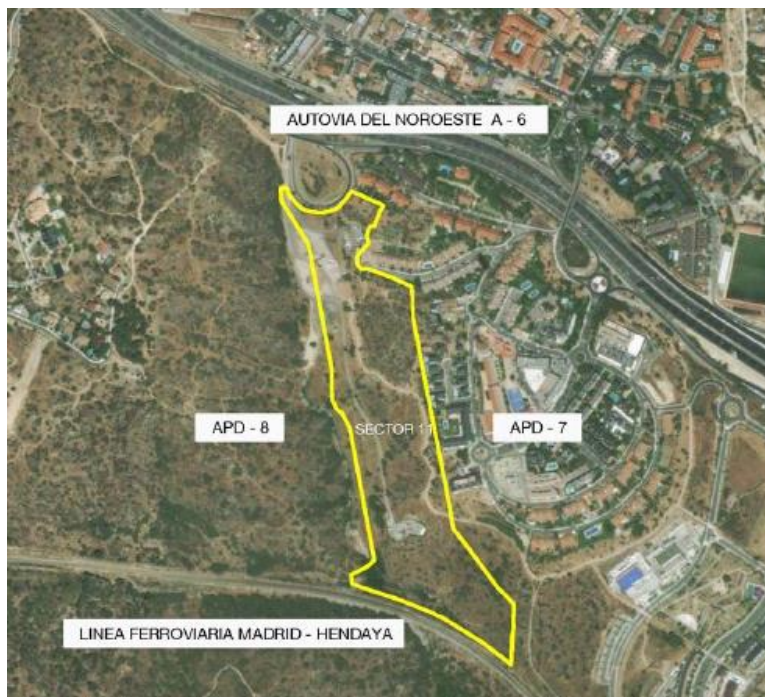 AUTOVIA DEL NOROESTE A - 6
APD - 8
SECTOR 11
APD - 7
LINEA FERROVIARIA MADRID - HENDAYA